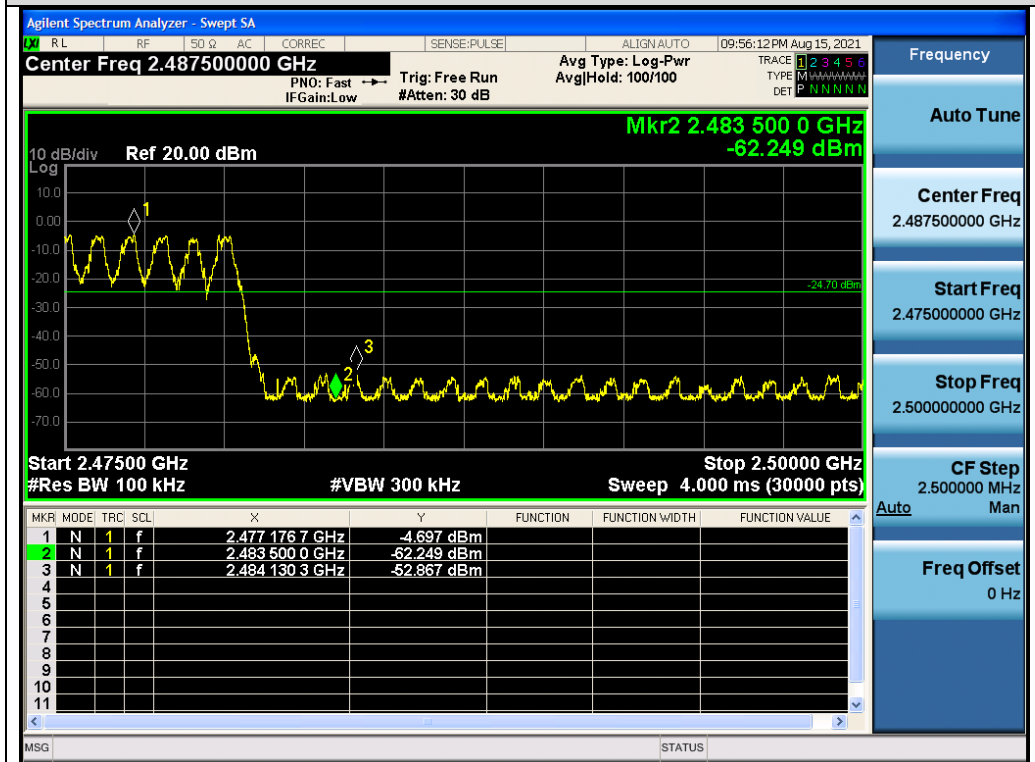 Agilent Spectrum Analyzer - Swept SA
LXI RL RF 50 Ω AC CORREC SENSE:PULSE ALIGN AUTO 09:56:12 PM Aug 15, 2021
Center Freq 2.487500000 GHz
PNO: Fast
IFGain:Low
Trig: Free Run
#Atten: 30 dB
Avg Type: Log-Pwr
Avg|Hold: 100/100
TRACE 1 2 3 4 5 6
TYPE M
DET P N N N N N
Mkr2 2.483 500 0 GHz
-62.249 dBm
10 dB/div Ref 20.00 dBm
Log
10.0
0.00
-10.0
-20.0
-30.0
-40.0
-50.0
-60.0
-70.0
1
2
3
-24.70 dBm
Start 2.47500 GHz Stop 2.50000 GHz
#Res BW 100 kHz #VBW 300 kHz Sweep 4.000 ms (30000 pts)
MKR MODE TRC SCL X Y FUNCTION FUNCTION WIDTH FUNCTION VALUE
1 N 1 f 2.477 176 7 GHz -4.697 dBm
2 N 1 f 2.483 500 0 GHz -62.249 dBm
3 N 1 f 2.484 130 3 GHz -52.867 dBm
4
5
6
7
8
9
10
11
MSG STATUS
Frequency
Auto Tune
Center Freq
2.487500000 GHz
Start Freq
2.475000000 GHz
Stop Freq
2.500000000 GHz
CF Step
2.500000 MHz
Auto Man
Freq Offset
0 Hz